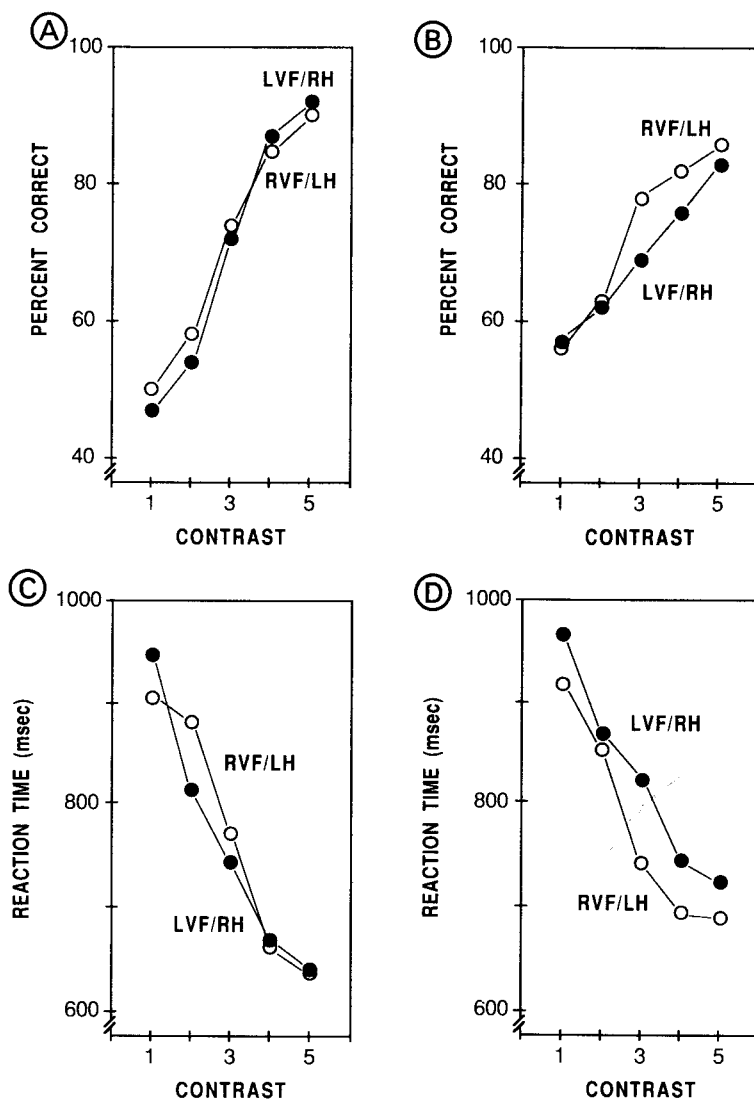 A
100
80
60
40
PERCENT CORRECT
LVF/RH
RVF/LH
1 3 5
CONTRAST
B
100
80
60
40
PERCENT CORRECT
RVF/LH
LVF/RH
1 3 5
CONTRAST
C
1000
800
600
REACTION TIME (msec)
RVF/LH
LVF/RH
1 3 5
CONTRAST
D
1000
800
600
REACTION TIME (msec)
LVF/RH
RVF/LH
1 3 5
CONTRAST